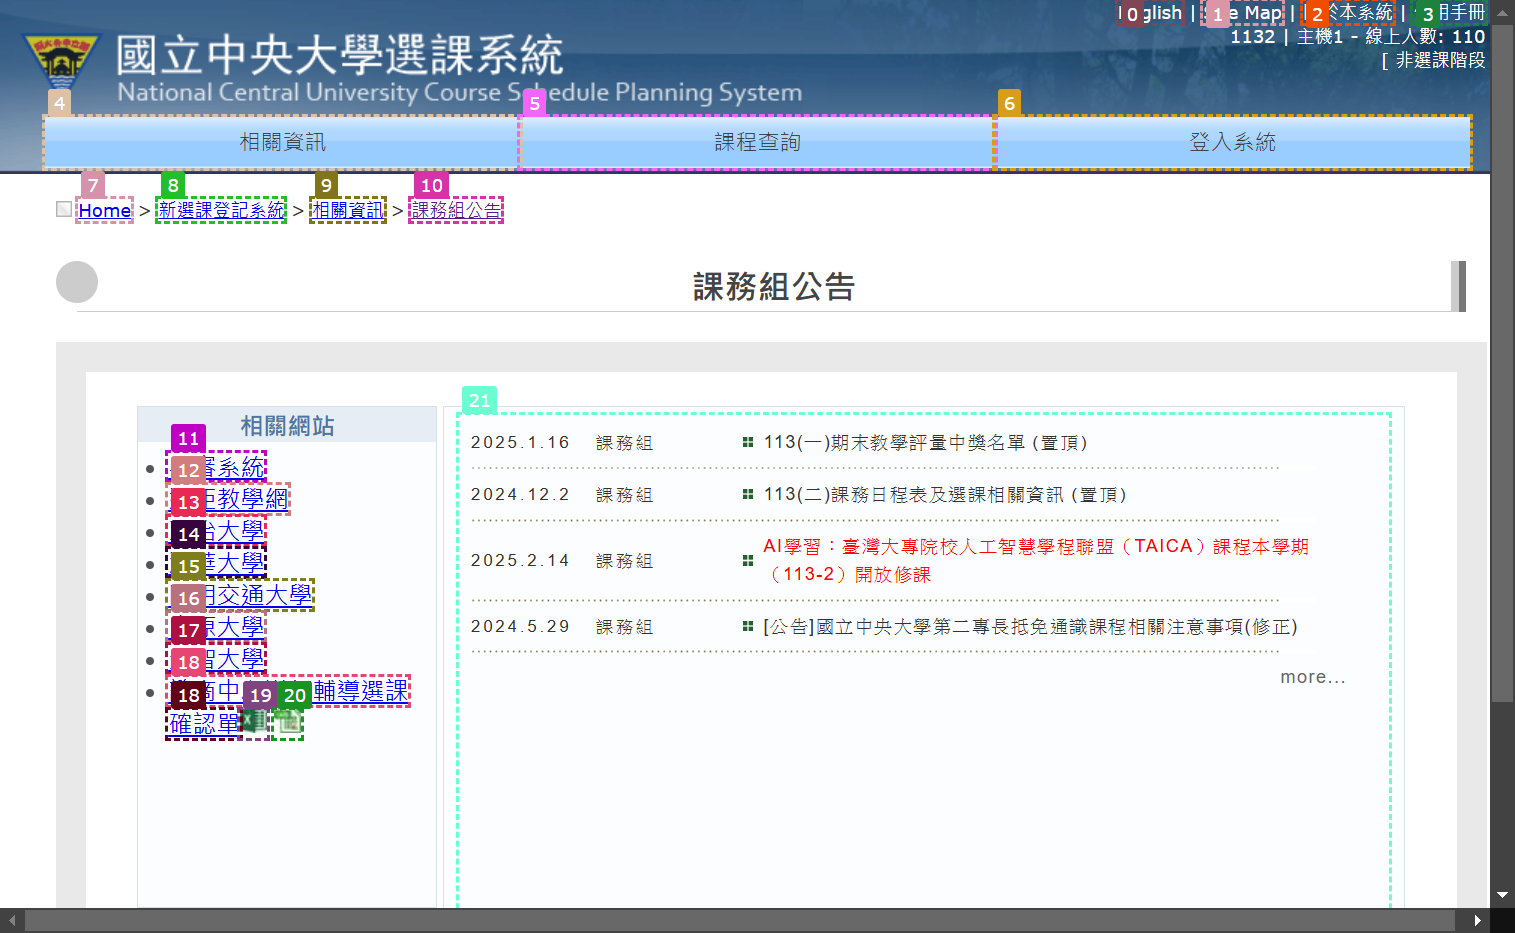 English | Site Map | 於本系統 | 用手冊
1132 | 主機1 - 線上人數: 110
[ 非選課階段
國立中央大學選課系統
National Central University Course Schedule Planning System
0
1
2
3
4
5
6
相關資訊
課程查詢
登入系統
7
8
9
10
Home > 新選課登記系統 > 相關資訊 > 課務組公告
課務組公告
相關網站
11
審系統
12
教學網
13
大學
14
大學
15
交通大學
16
大學
17
大學
18
輔導選課
18
19
20
確認單
21
2025.1.16 課務組 113(一)期末教學評量中獎名單 (置頂)
2024.12.2 課務組 113(二)課務日程表及選課相關資訊 (置頂)
2025.2.14 課務組 AI學習：臺灣大專院校人工智慧學程聯盟（TAICA）課程本學期
（113-2）開放修課
2024.5.29 課務組 [公告]國立中央大學第二專長抵免通識課程相關注意事項(修正)
more...